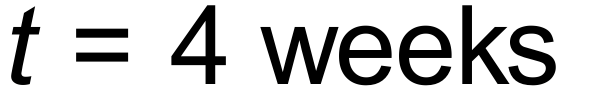 t = 4 weeks